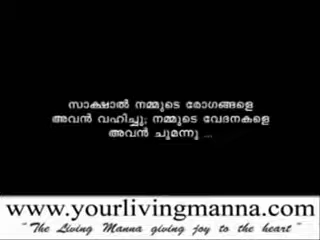 സാക്ഷാൽ നമ്മുടെ രോഗങ്ങളെ
അവൻ വഹിച്ചു; നമ്മുടെ വേദനകളെ
അവൻ ചുമന്നു ...
www.yourlivingmanna.com
"The Living Manna giving joy to the heart"